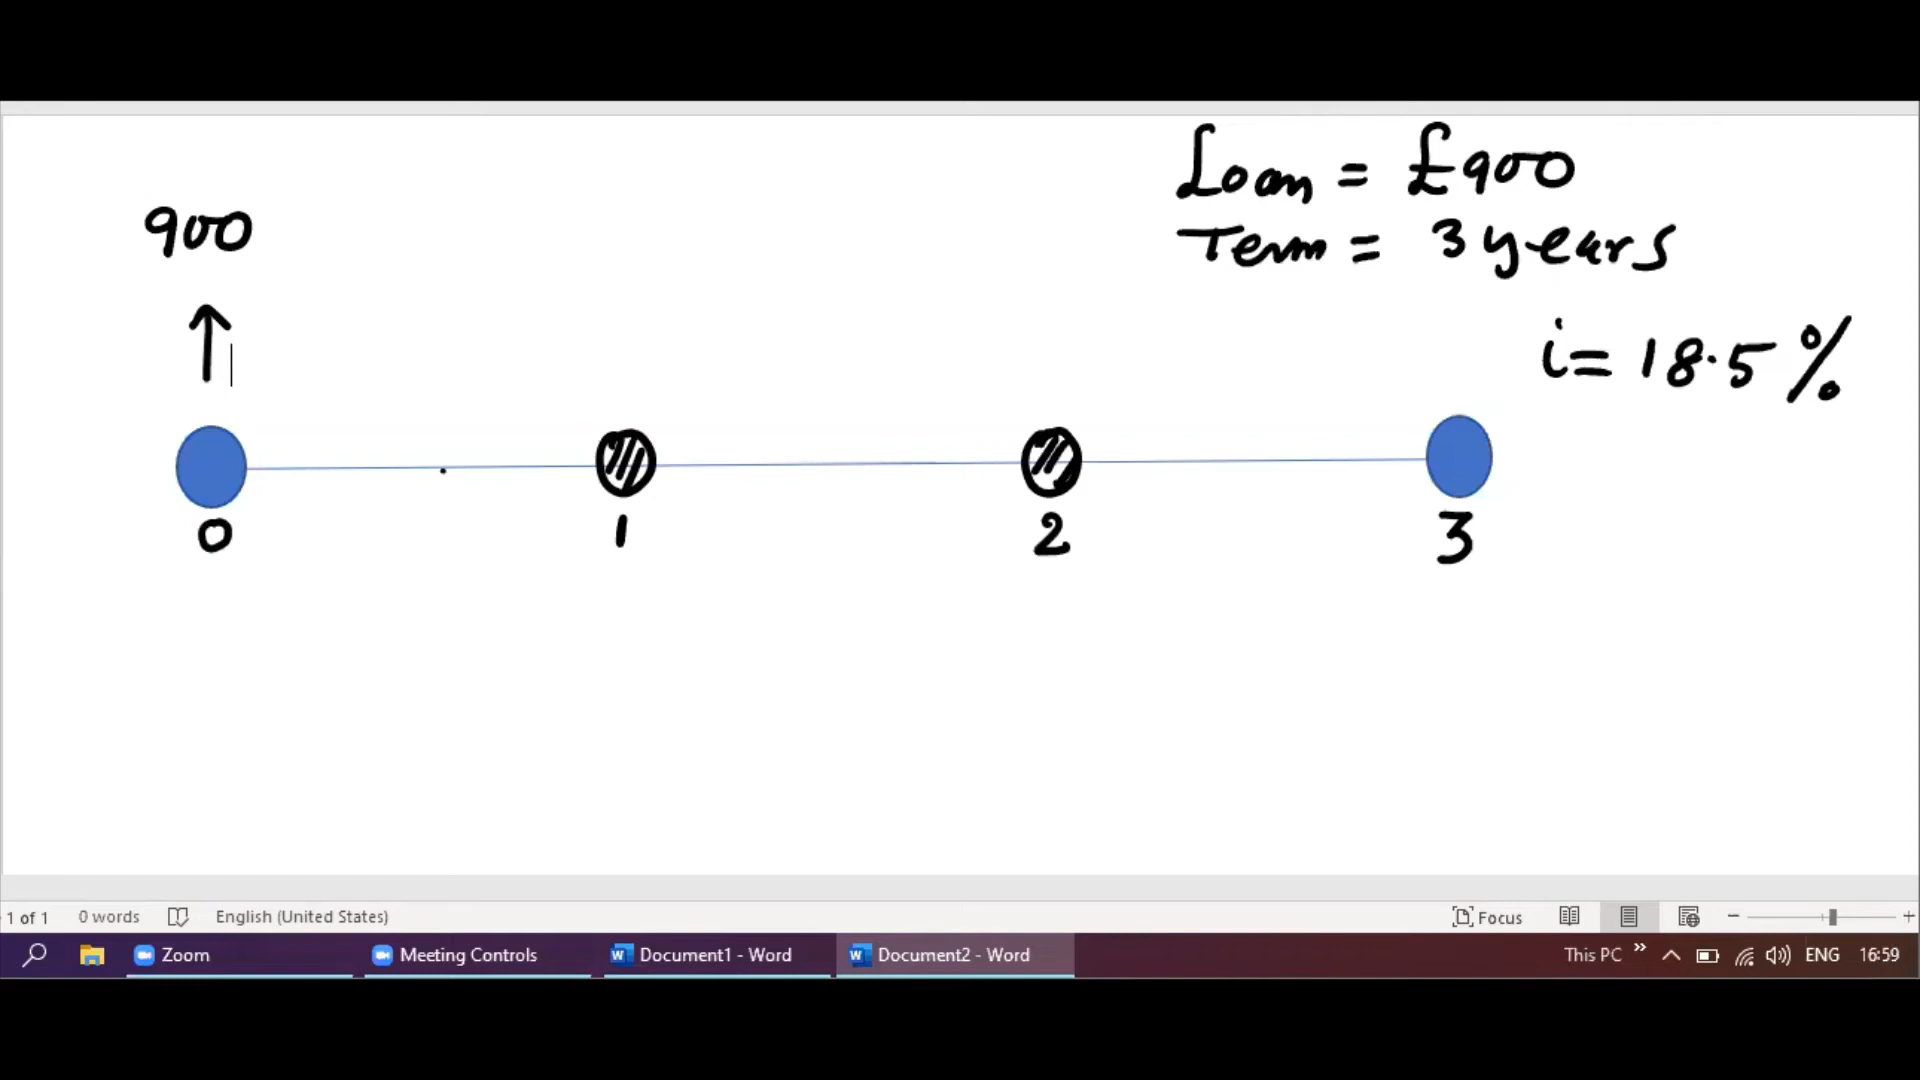 Loan = £900
900
Term = 3 years
i = 18.5 %
0 1 2 3
1 of 1 0 words English (United States) Focus − +
Zoom Meeting Controls Document1 - Word Document2 - Word This PC » ENG 16:59